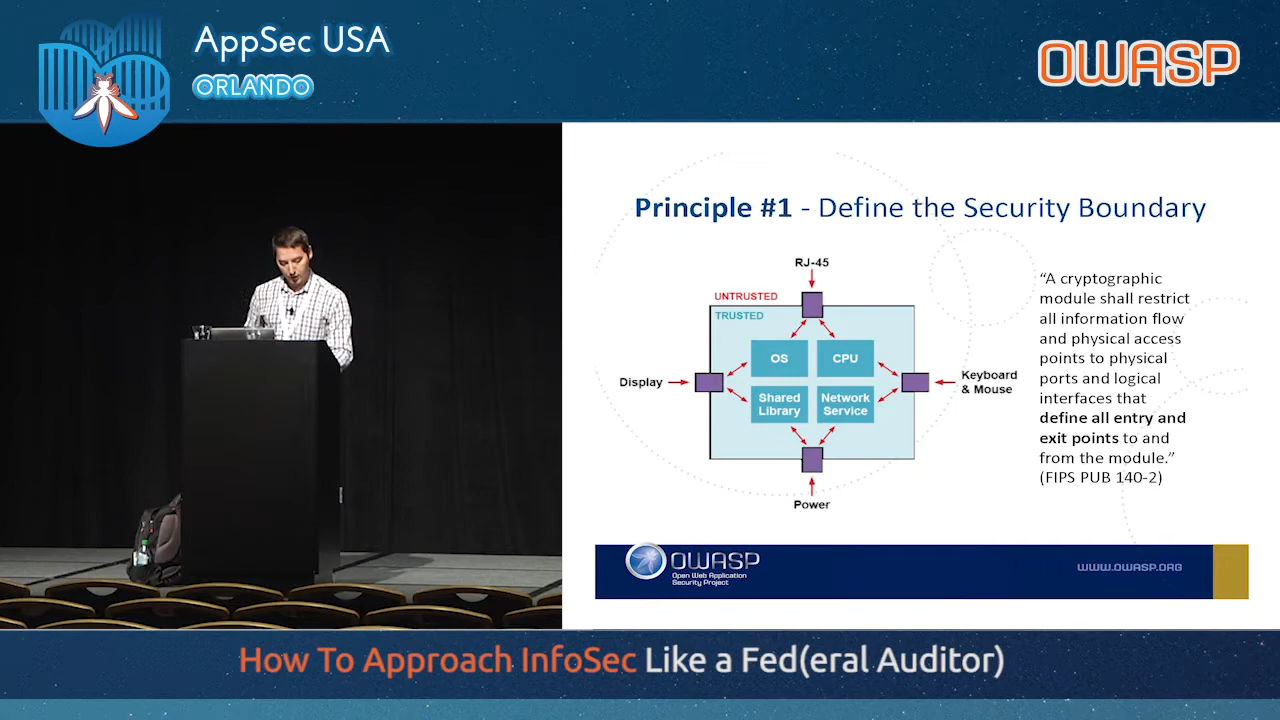 AppSec USA
ORLANDO
OWASP
Principle #1 - Define the Security Boundary
RJ-45
UNTRUSTED
TRUSTED
OS
CPU
Display
Keyboard
& Mouse
Shared
Library
Network
Service
Power
“A cryptographic
module shall restrict
all information flow
and physical access
points to physical
ports and logical
interfaces that
define all entry and
exit points to and
from the module.”
(FIPS PUB 140-2)
OWASP
Open Web Application
Security Project
WWW.OWASP.ORG
How To Approach InfoSec Like a Fed(eral Auditor)